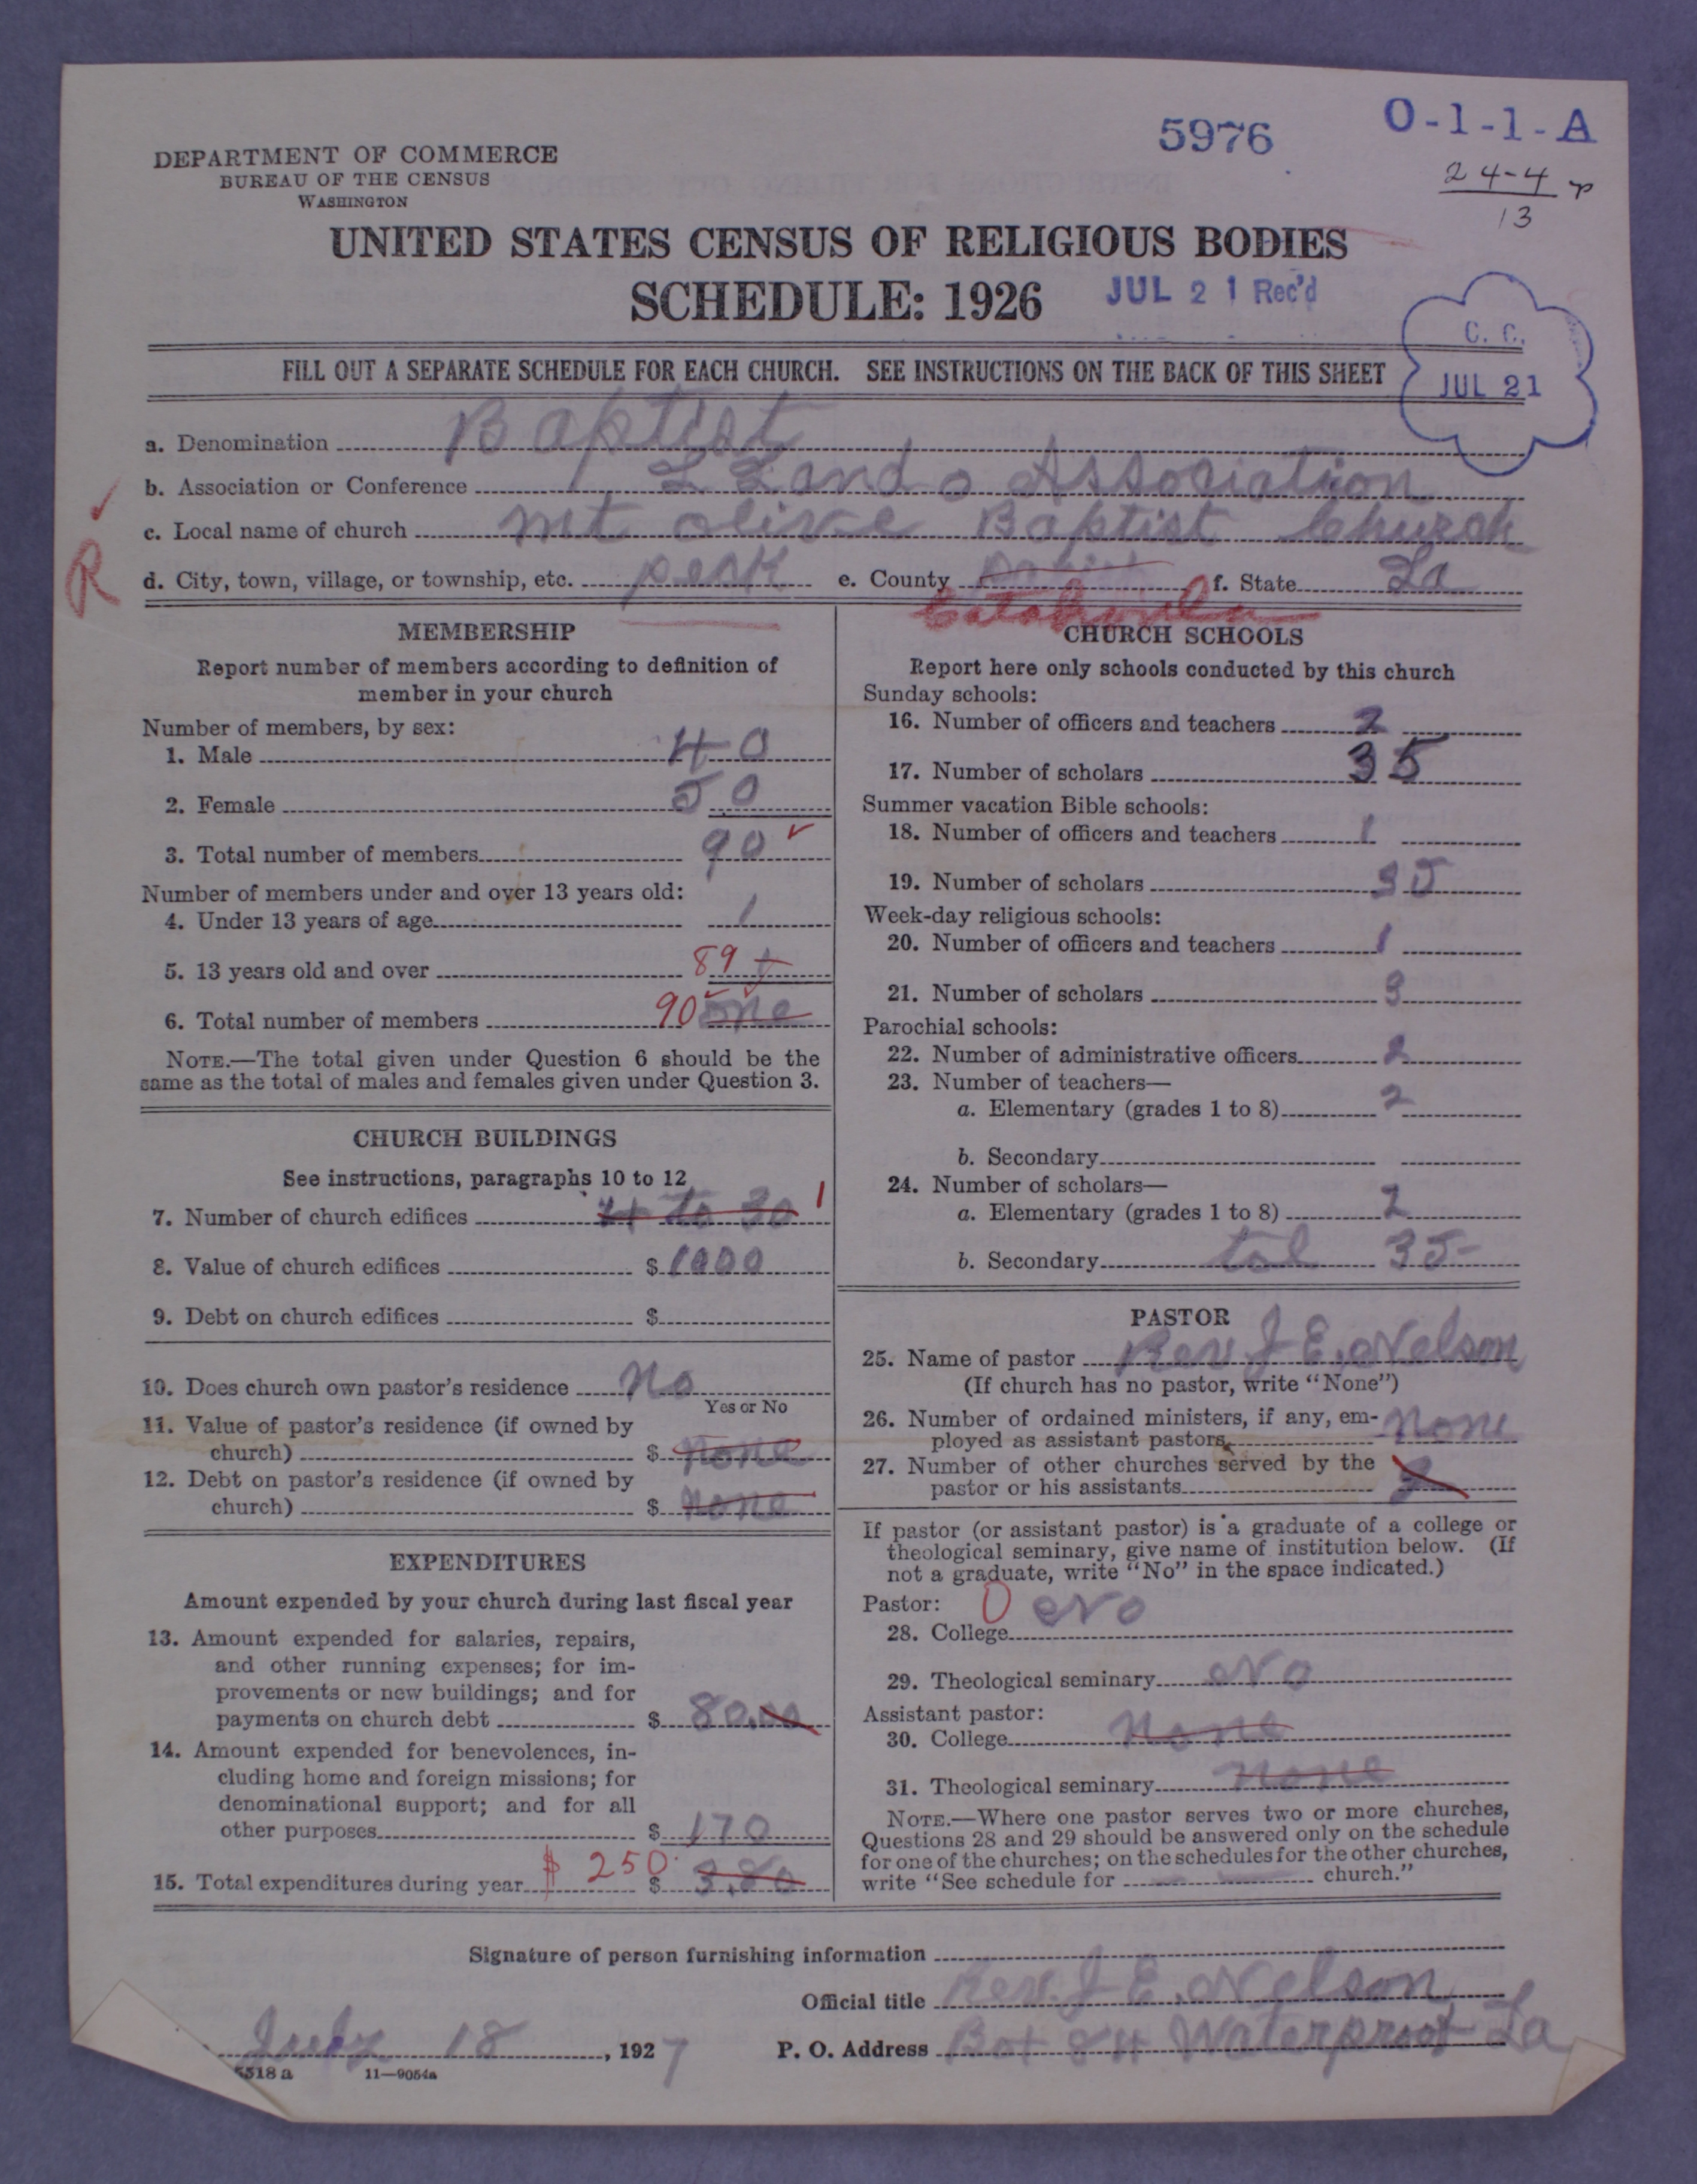 5976
O-1-1-A
24-4
13
DEPARTMENT OF COMMERCE
BUREAU OF THE CENSUS
WASHINGTON
UNITED STATES CENSUS OF RELIGIOUS BODIES
SCHEDULE: 1926
JUL 21 Rec'd
C. C.
JUL 21
FILL OUT A SEPARATE SCHEDULE FOR EACH CHURCH. SEE INSTRUCTIONS ON THE BACK OF THIS SHEET
a. Denomination Baptist
b. Association or Conference and Association
c. Local name of church mt olive Baptist Church
R
d. City, town, village, or township, etc. e. County f. State La
Catahoula
MEMBERSHIP
Report number of members according to definition of
member in your church
Number of members, by sex:
1. Male 40
2. Female 50
3. Total number of members 90
Number of members under and over 13 years old:
4. Under 13 years of age 1
5. 13 years old and over 89
6. Total number of members 90 one
NOTE.—The total given under Question 6 should be the
same as the total of males and females given under Question 3.
CHURCH BUILDINGS
See instructions, paragraphs 10 to 12
7. Number of church edifices 4 to 30 1
8. Value of church edifices $ 1000
9. Debt on church edifices $
10. Does church own pastor's residence No
Yes or No
11. Value of pastor's residence (if owned by
church) $ none
12. Debt on pastor's residence (if owned by
church) $ none
EXPENDITURES
Amount expended by your church during last fiscal year
13. Amount expended for salaries, repairs,
and other running expenses; for im-
provements or new buildings; and for
payments on church debt $ 80.00
14. Amount expended for benevolences, in-
cluding home and foreign missions; for
denominational support; and for all
other purposes $ 170
15. Total expenditures during year $ 250 $ 3.80
CHURCH SCHOOLS
Report here only schools conducted by this church
Sunday schools:
16. Number of officers and teachers 2
17. Number of scholars 35
Summer vacation Bible schools:
18. Number of officers and teachers 1
19. Number of scholars 35
Week-day religious schools:
20. Number of officers and teachers 1
21. Number of scholars 3
Parochial schools:
22. Number of administrative officers 2
23. Number of teachers—
a. Elementary (grades 1 to 8) 2
b. Secondary
24. Number of scholars—
a. Elementary (grades 1 to 8) 2
b. Secondary tol 35
PASTOR
25. Name of pastor Rev J E. Nelson
(If church has no pastor, write "None")
26. Number of ordained ministers, if any, em-
ployed as assistant pastors none
27. Number of other churches served by the
pastor or his assistants
If pastor (or assistant pastor) is a graduate of a college or
theological seminary, give name of institution below. (If
not a graduate, write "No" in the space indicated.)
Pastor: 0 No
28. College
29. Theological seminary No
Assistant pastor:
30. College none
31. Theological seminary none
NOTE.—Where one pastor serves two or more churches,
Questions 28 and 29 should be answered only on the schedule
for one of the churches; on the schedules for the other churches,
write "See schedule for church."
Signature of person furnishing information
Official title Rev. J E. Nelson
July 18, 1927 P. O. Address Box 84 Waterproof La
5518 a 11—9054a